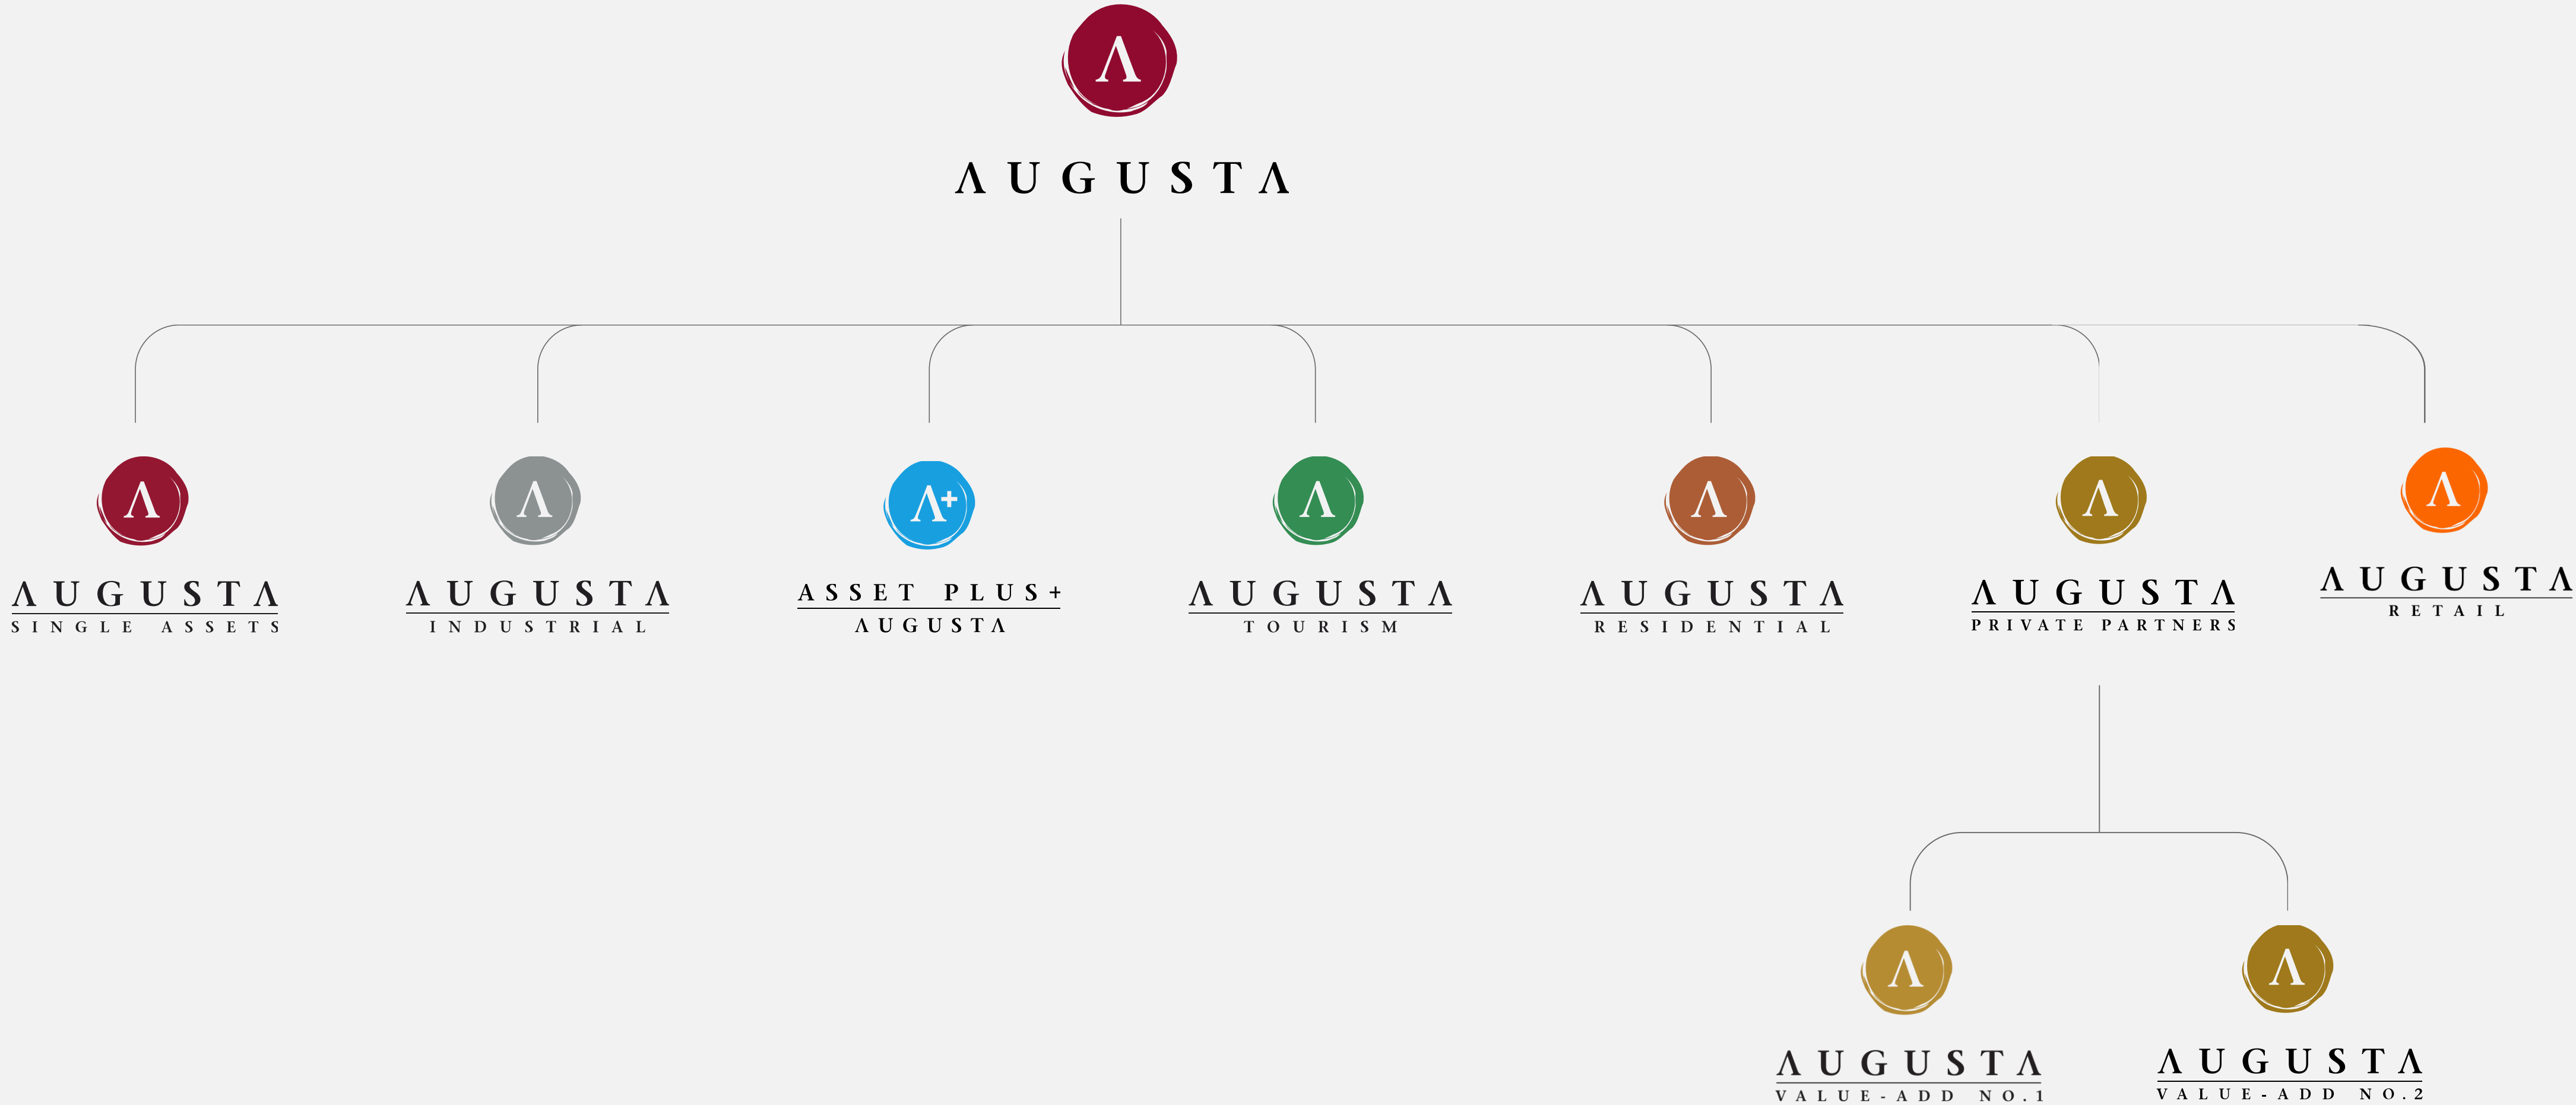 Λ
ΛUGUSTΛ
Λ
ΛUGUSTΛ
SINGLE ASSETS
Λ
ΛUGUSTΛ
INDUSTRIAL
Λ+
ASSET PLUS+
ΛUGUSTΛ
Λ
ΛUGUSTΛ
TOURISM
Λ
ΛUGUSTΛ
RESIDENTIAL
Λ
ΛUGUSTΛ
PRIVATE PARTNERS
Λ
ΛUGUSTΛ
RETAIL
Λ
ΛUGUSTΛ
VALUE-ADD NO.1
Λ
ΛUGUSTΛ
VALUE-ADD NO.2